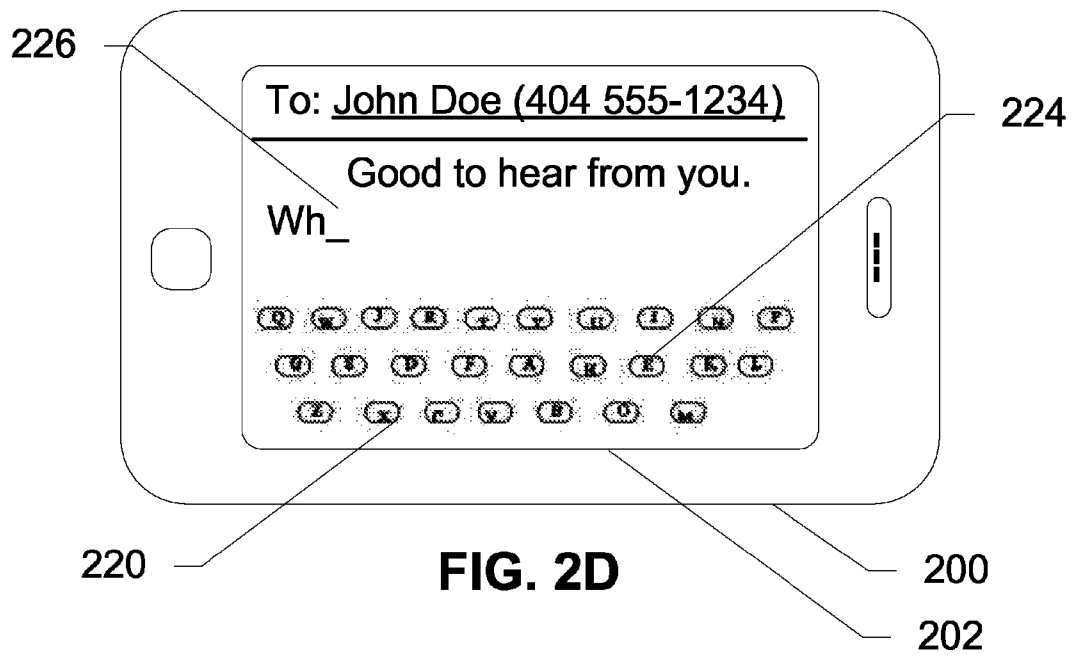 226
To: John Doe (404 555-1234)
224
Good to hear from you.
Wh_
Q W J R T Y U I N P
G S D F A H E K L
Z X C V B O M
220
FIG. 2D
200
202